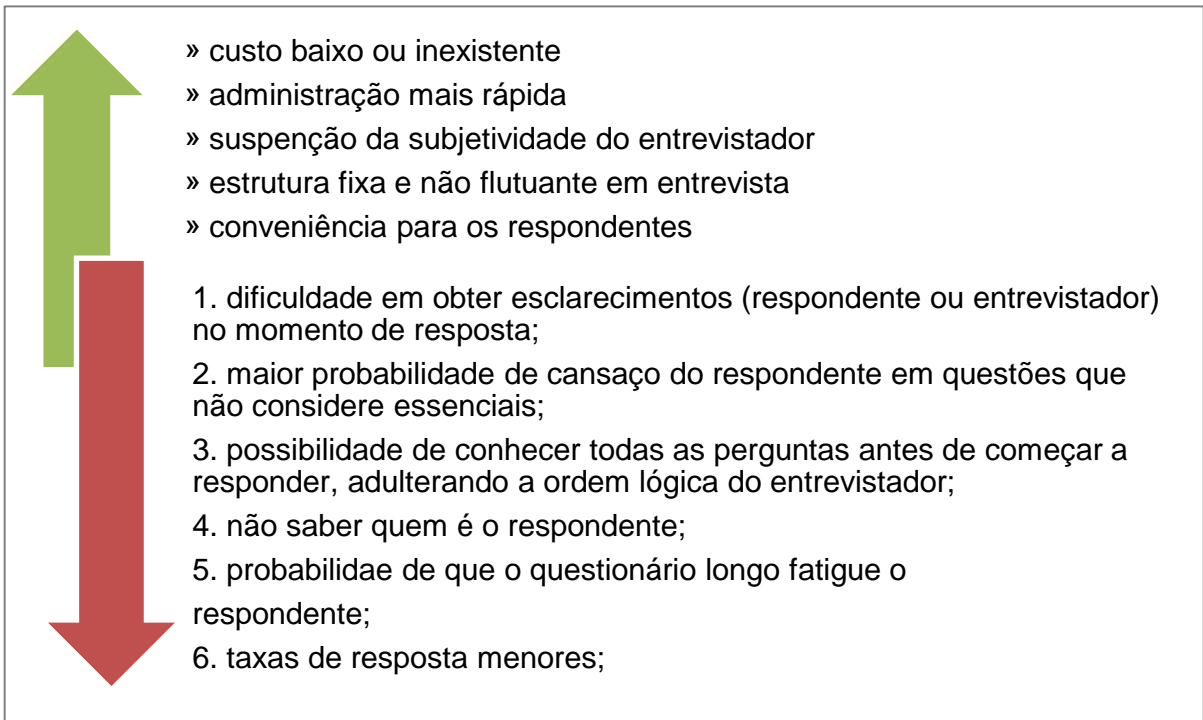 » custo baixo ou inexistente
» administração mais rápida
» suspenção da subjetividade do entrevistador
» estrutura fixa e não flutuante em entrevista
» conveniência para os respondentes
1. dificuldade em obter esclarecimentos (respondente ou entrevistador)
no momento de resposta;
2. maior probabilidade de cansaço do respondente em questões que
não considere essenciais;
3. possibilidade de conhecer todas as perguntas antes de começar a
responder, adulterando a ordem lógica do entrevistador;
4. não saber quem é o respondente;
5. probabilidae de que o questionário longo fatigue o
respondente;
6. taxas de resposta menores;